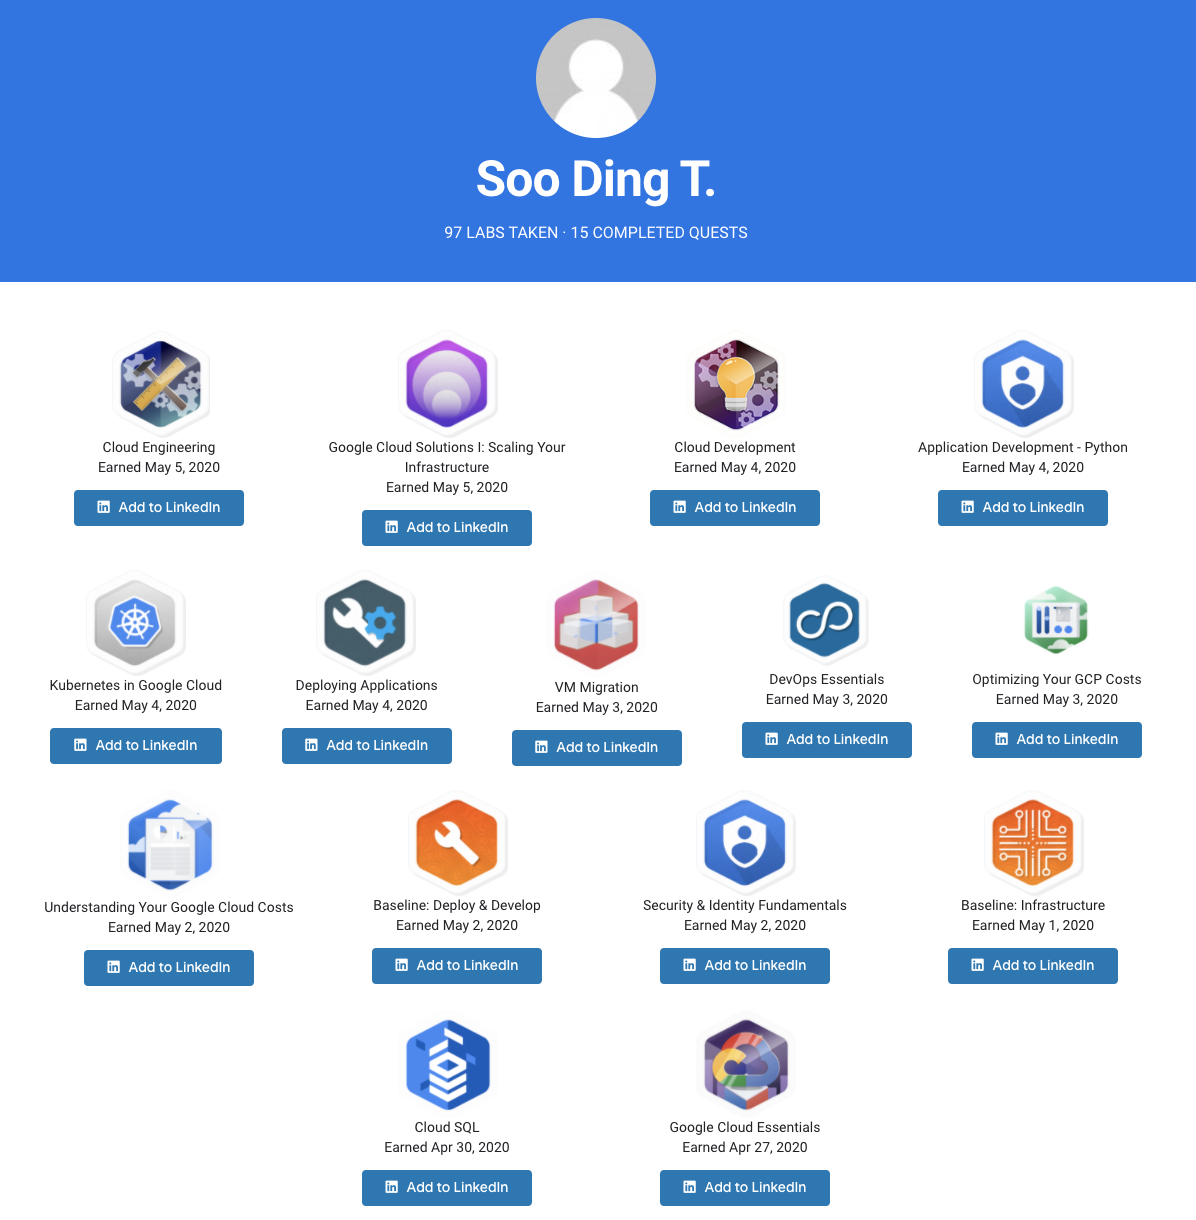 Soo Ding T.
97 LABS TAKEN · 15 COMPLETED QUESTS
Cloud Engineering
Earned May 5, 2020
Add to LinkedIn
Google Cloud Solutions I: Scaling Your
Infrastructure
Earned May 5, 2020
Add to LinkedIn
Cloud Development
Earned May 4, 2020
Add to LinkedIn
Application Development - Python
Earned May 4, 2020
Add to LinkedIn
Kubernetes in Google Cloud
Earned May 4, 2020
Add to LinkedIn
Deploying Applications
Earned May 4, 2020
Add to LinkedIn
VM Migration
Earned May 3, 2020
Add to LinkedIn
DevOps Essentials
Earned May 3, 2020
Add to LinkedIn
Optimizing Your GCP Costs
Earned May 3, 2020
Add to LinkedIn
Understanding Your Google Cloud Costs
Earned May 2, 2020
Add to LinkedIn
Baseline: Deploy & Develop
Earned May 2, 2020
Add to LinkedIn
Security & Identity Fundamentals
Earned May 2, 2020
Add to LinkedIn
Baseline: Infrastructure
Earned May 1, 2020
Add to LinkedIn
Cloud SQL
Earned Apr 30, 2020
Add to LinkedIn
Google Cloud Essentials
Earned Apr 27, 2020
Add to LinkedIn